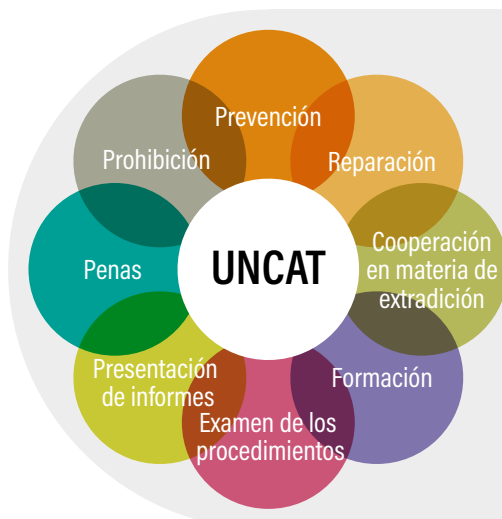 Prevención
Reparación
Cooperación
en materia de
extradición
Formación
Examen de los
procedimientos
Presentación
de informes
Penas
Prohibición
UNCAT